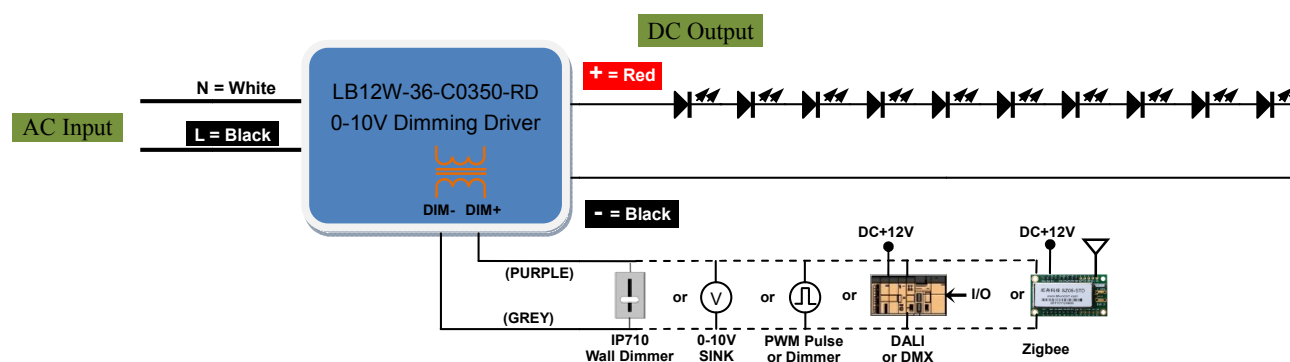 DC Output
+ = Red
N = White
LB12W-36-C0350-RD
0-10V Dimming Driver
AC Input
L = Black
DIM- DIM+
- = Black
DC+12V
DC+12V
(PURPLE)
or
V
or
or
I/O
or
(GREY)
IP710
Wall Dimmer
0-10V
SINK
PWM Pulse
or Dimmer
DALI
or DMX
Zigbee